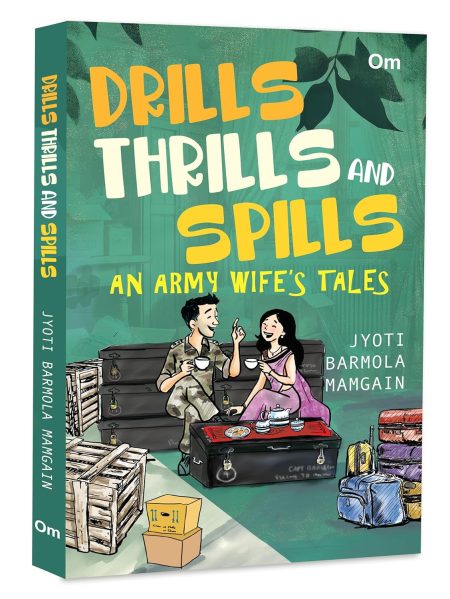 Om
DRILLS
THRILLS AND
SPILLS
AN ARMY WIFE'S TALES
JYOTI
BARMOLA
MAMGAIN
DRILLS THRILLS AND SPILLS
JYOTI BARMOLA MAMGAIN
Om